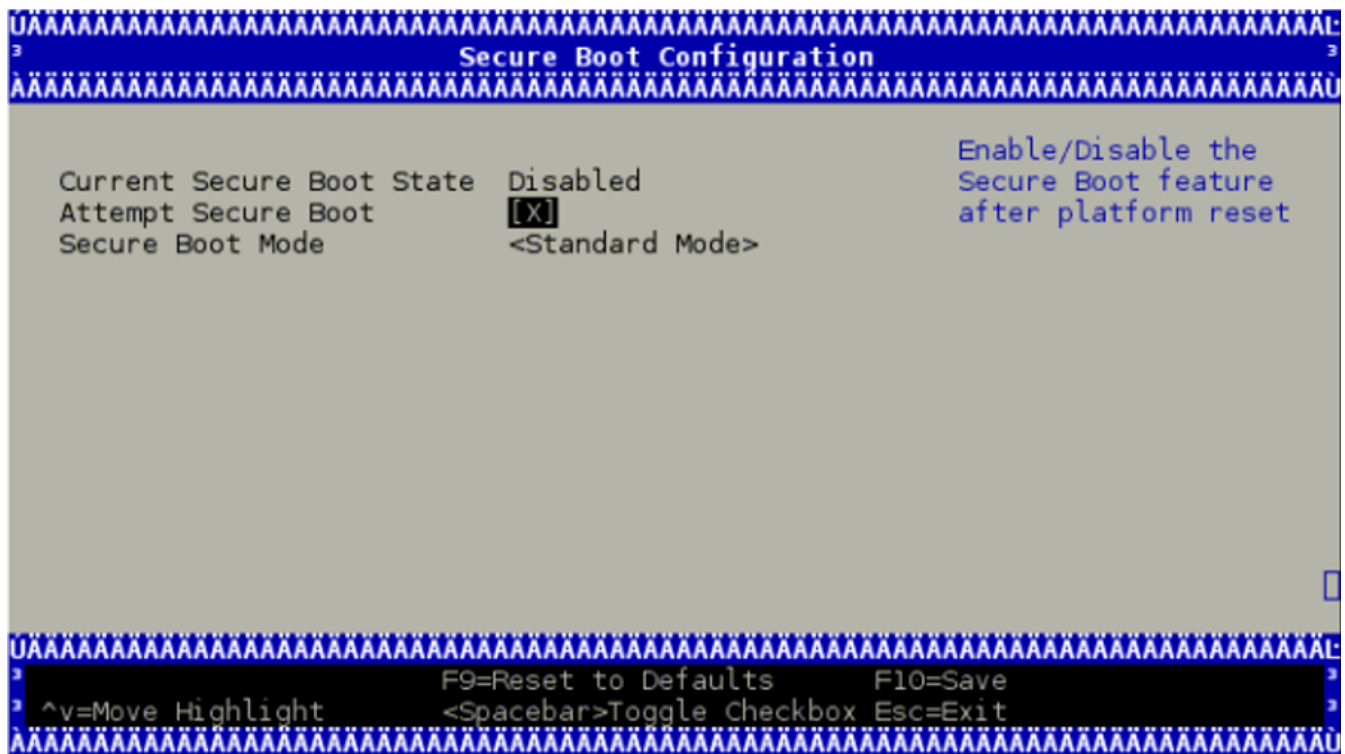 Secure Boot Configuration
Enable/Disable the
Current Secure Boot State Disabled Secure Boot feature
Attempt Secure Boot [X] after platform reset
Secure Boot Mode <Standard Mode>
F9=Reset to Defaults F10=Save
^v=Move Highlight <Spacebar>Toggle Checkbox Esc=Exit